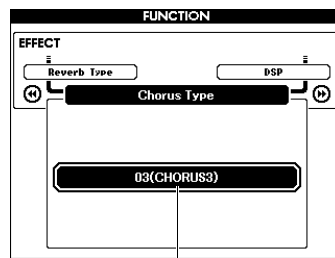 FUNCTION
EFFECT
Reverb Type
DSP
Chorus Type
03(CHORUS3)